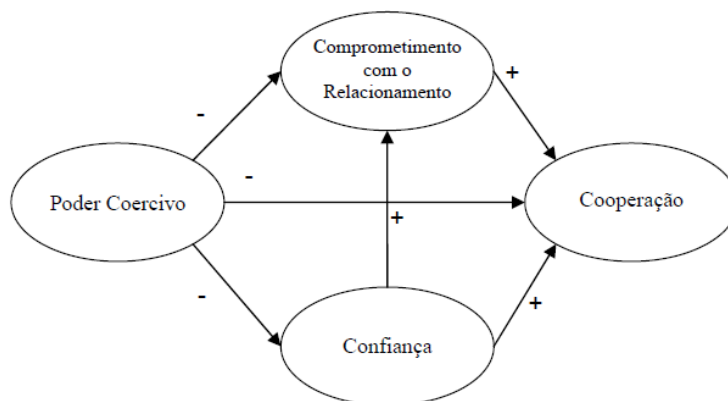 Comprometimento
com o
Relacionamento
+
-
-
Poder Coercivo
Cooperação
+
-
+
Confiança